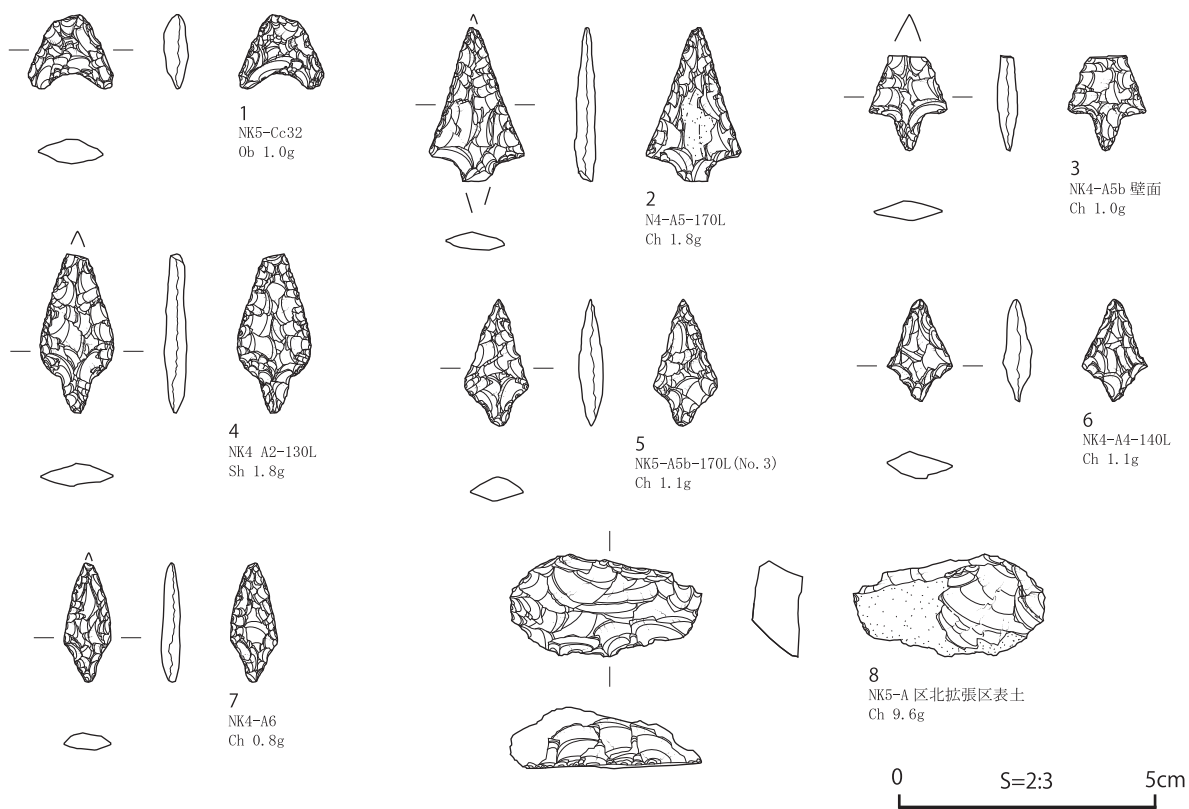 1
NK5-Cc32
Ob 1.0g
2
N4-A5-170L
Ch 1.8g
3
NK4-A5b 壁面
Ch 1.0g
4
NK4 A2-130L
Sh 1.8g
5
NK5-A5b-170L(No.3)
Ch 1.1g
6
NK4-A4-140L
Ch 1.1g
7
NK4-A6
Ch 0.8g
8
NK5-A 区北拡張区表土
Ch 9.6g
0 S=2:3 5cm